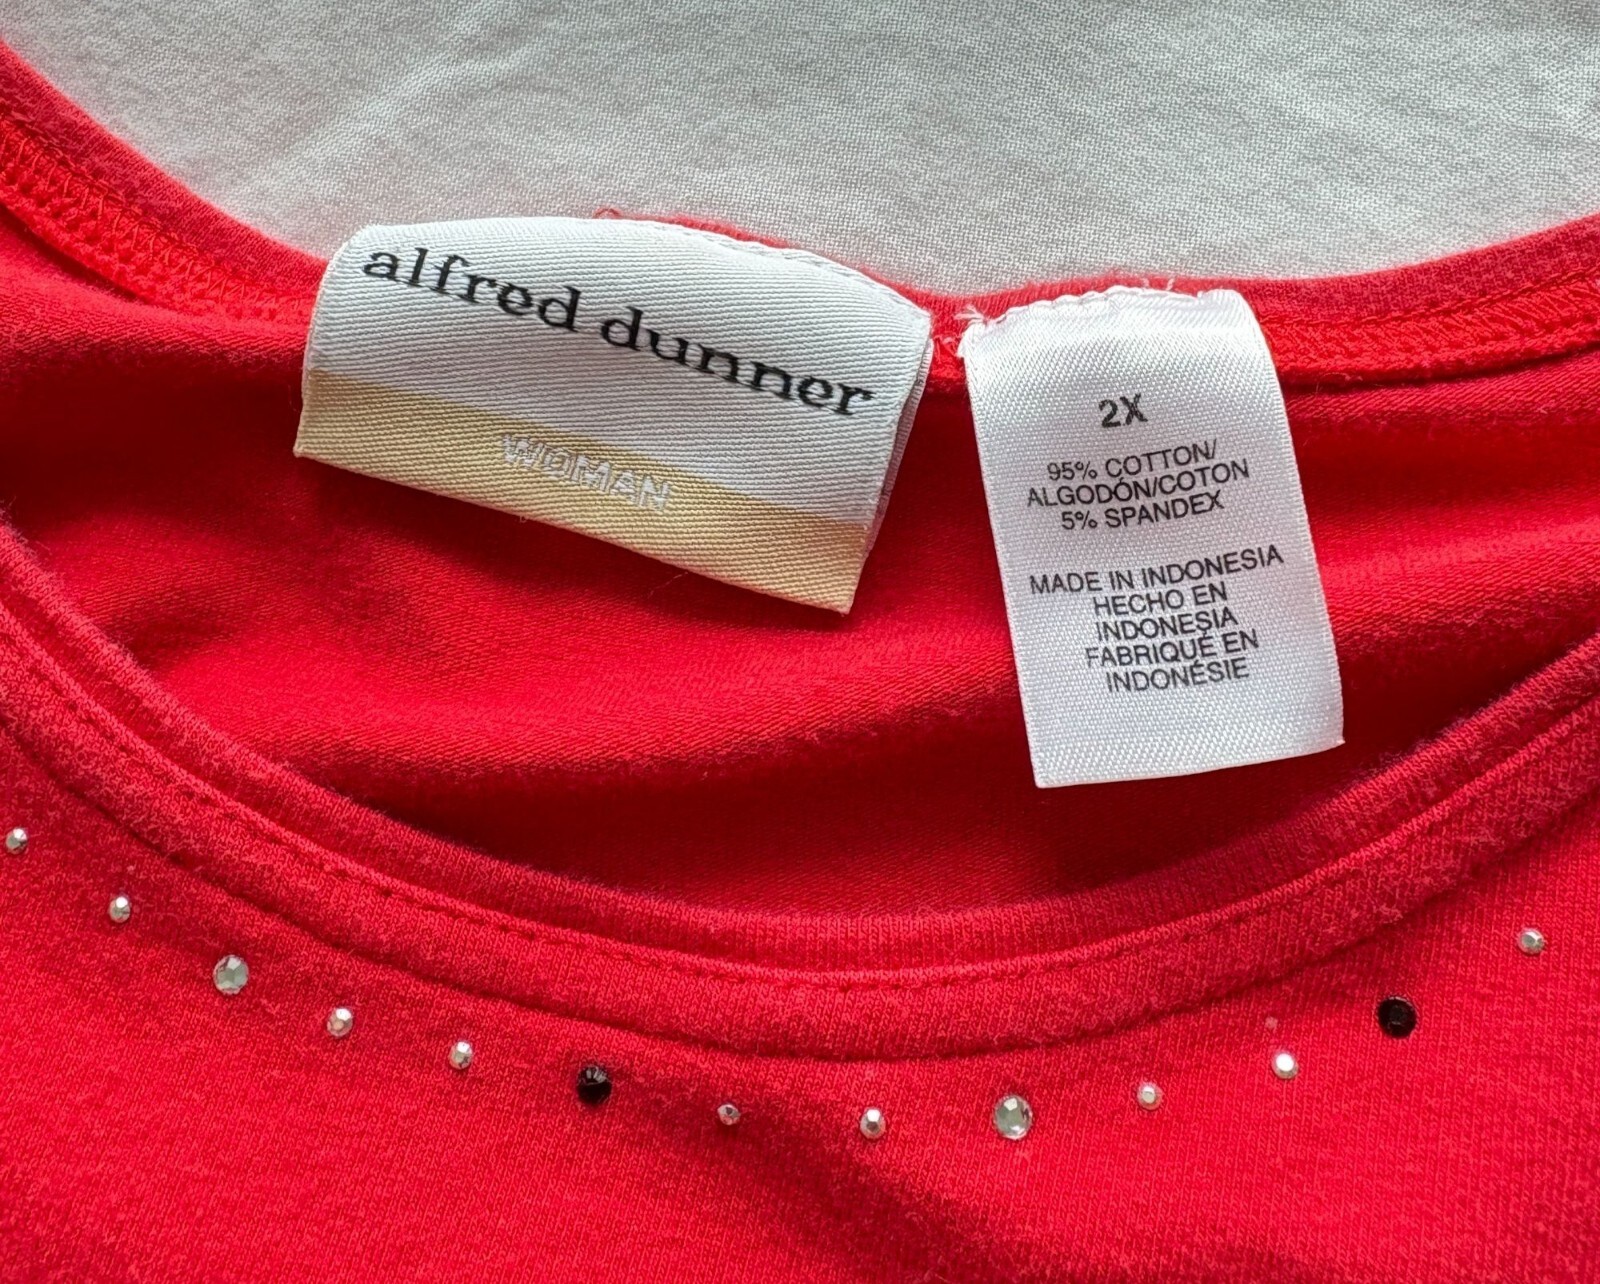 alfred dunner
WOMAN
2X
95% COTTON/
ALGODÓN/COTON
5% SPANDEX
MADE IN INDONESIA
HECHO EN
INDONESIA
FABRIQUÉ EN
INDONÉSIE